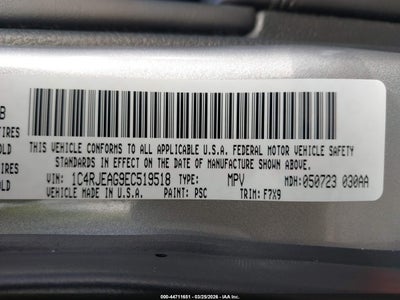 B
IRES
IRES
THIS VEHICLE CONFORMS TO ALL APPLICABLE U.S.A. FEDERAL MOTOR VEHICLE SAFETY
STANDARDS IN EFFECT ON THE DATE OF MANUFACTURE SHOWN ABOVE.
VIN: 1C4RJEAG9EC519518 TYPE: MPV MDH: 050723 030AA
VEHICLE MADE IN U.S.A. PAINT: PSC TRIM: F7X9
000-44711651 - 03/25/2026 - IAA Inc.